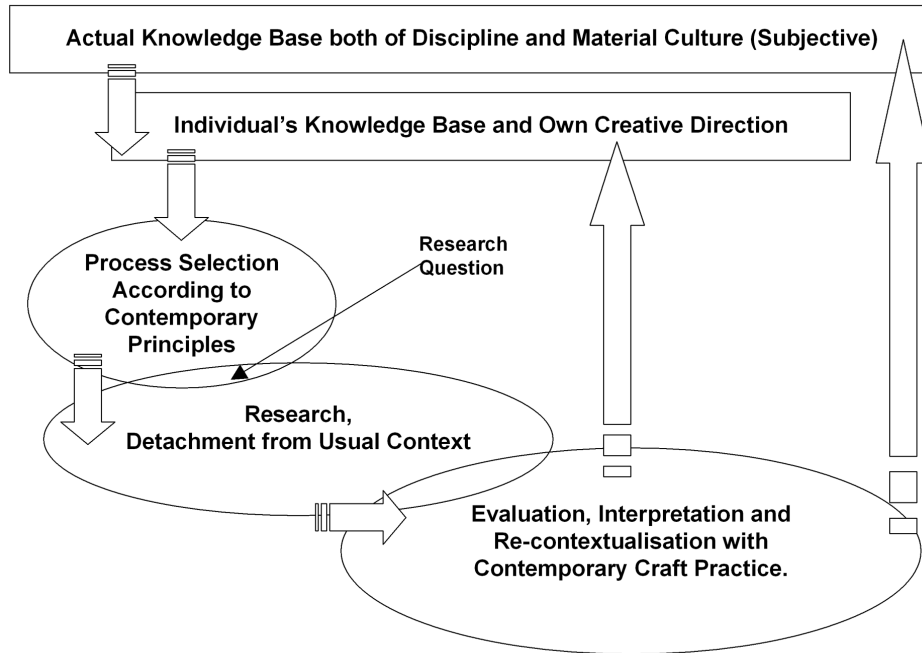 Actual Knowledge Base both of Discipline and Material Culture (Subjective)
Individual's Knowledge Base and Own Creative Direction
Process Selection
According to
Contemporary
Principles
Research
Question
Research,
Detachment from Usual Context
Evaluation, Interpretation and
Re-contextualisation with
Contemporary Craft Practice.